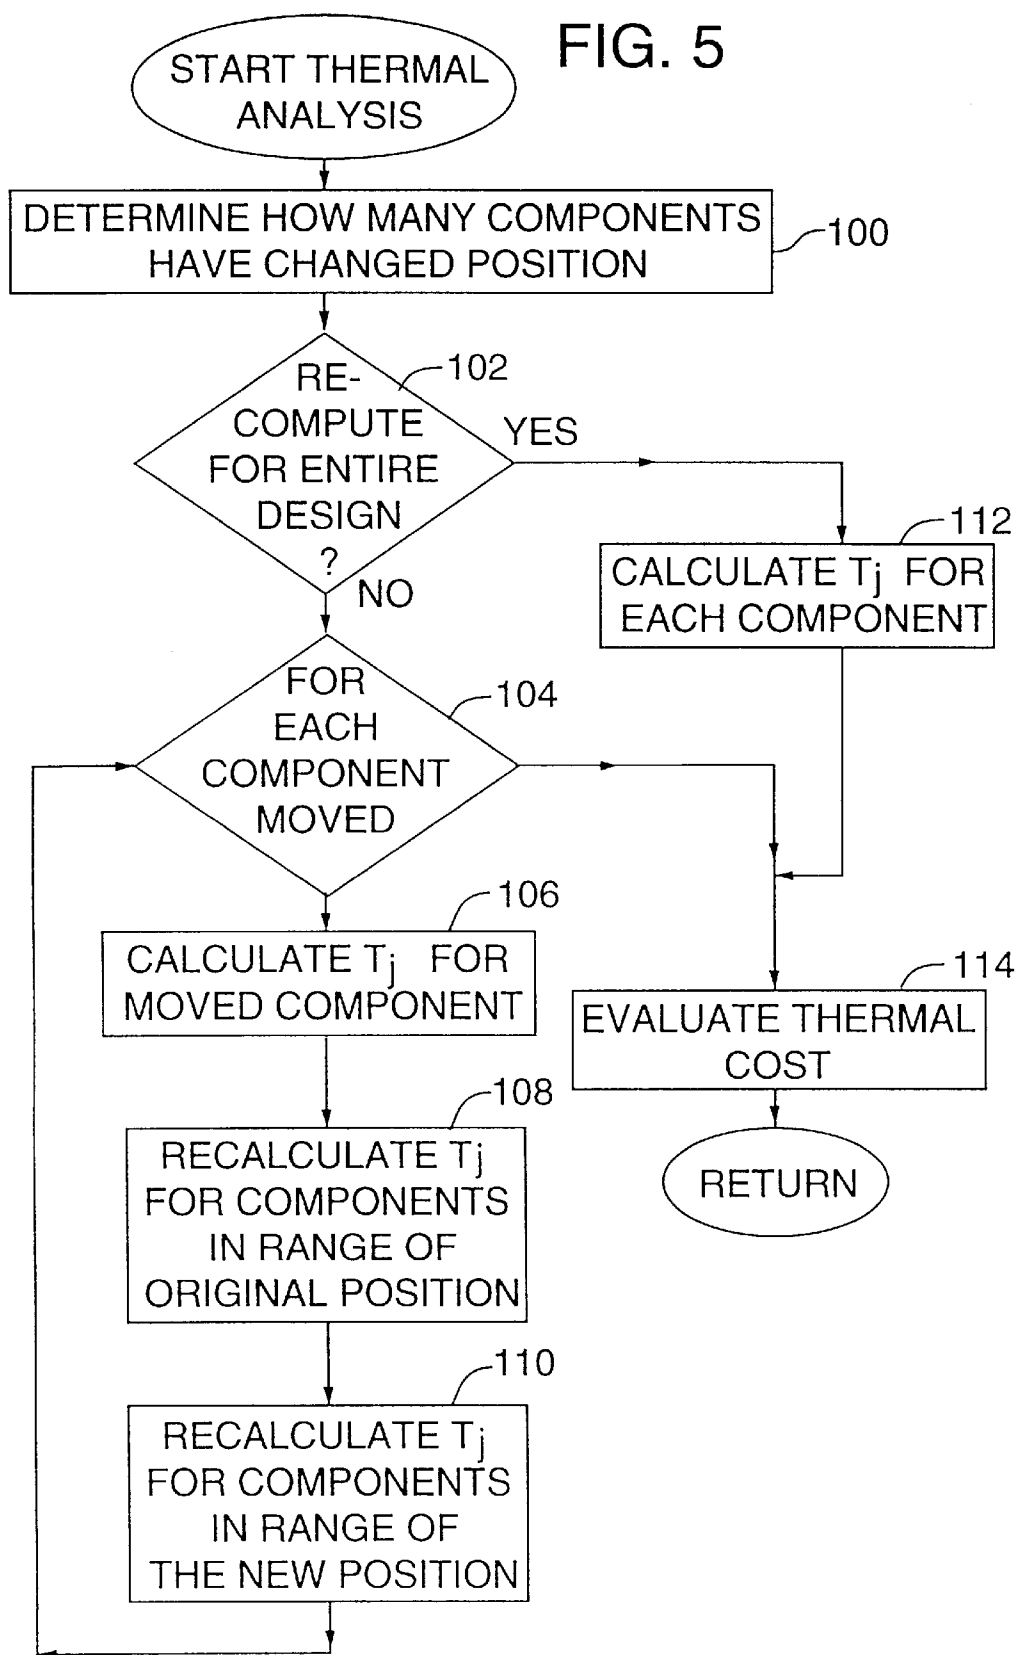 FIG. 5
START THERMAL
ANALYSIS
DETERMINE HOW MANY COMPONENTS
HAVE CHANGED POSITION
100
RE-
COMPUTE
FOR ENTIRE
DESIGN
?
102
YES
NO
112
CALCULATE Tj FOR
EACH COMPONENT
FOR
EACH
COMPONENT
MOVED
104
106
CALCULATE Tj FOR
MOVED COMPONENT
114
EVALUATE THERMAL
COST
108
RECALCULATE Tj
FOR COMPONENTS
IN RANGE OF
ORIGINAL POSITION
RETURN
110
RECALCULATE Tj
FOR COMPONENTS
IN RANGE OF
THE NEW POSITION